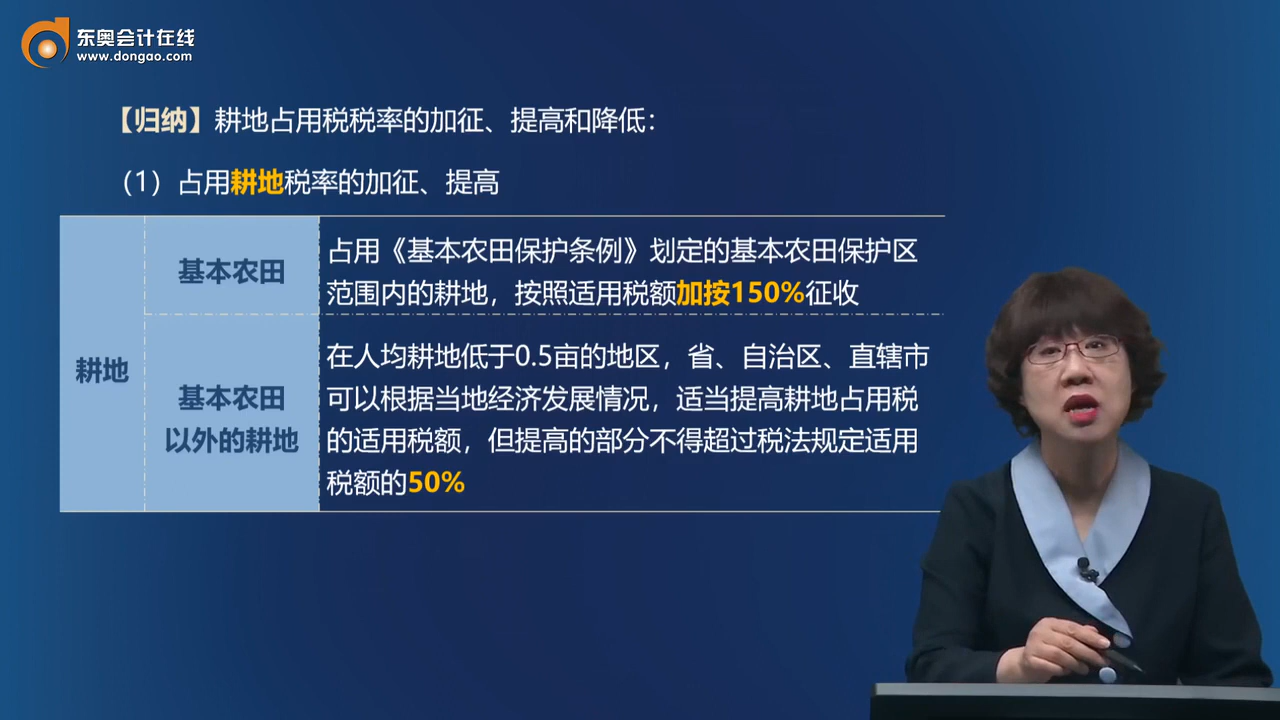 东奥会计在线
www.dongao.com
【归纳】耕地占用税税率的加征、提高和降低：
（1）占用耕地税率的加征、提高
耕地
基本农田
占用《基本农田保护条例》划定的基本农田保护区
范围内的耕地，按照适用税额加按150%征收
基本农田
以外的耕地
在人均耕地低于0.5亩的地区，省、自治区、直辖市
可以根据当地经济发展情况，适当提高耕地占用税
的适用税额，但提高的部分不得超过税法规定适用
税额的50%